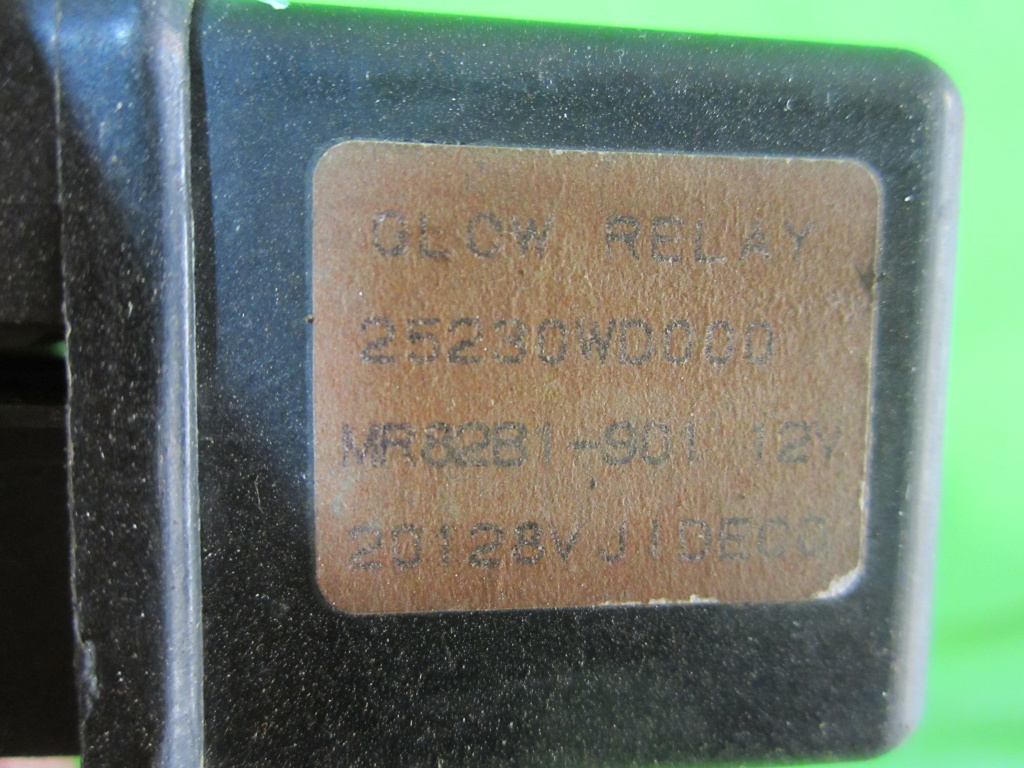 GLOW RELAY
25230WD000
MR8281-901 12V
20128V JIDECO